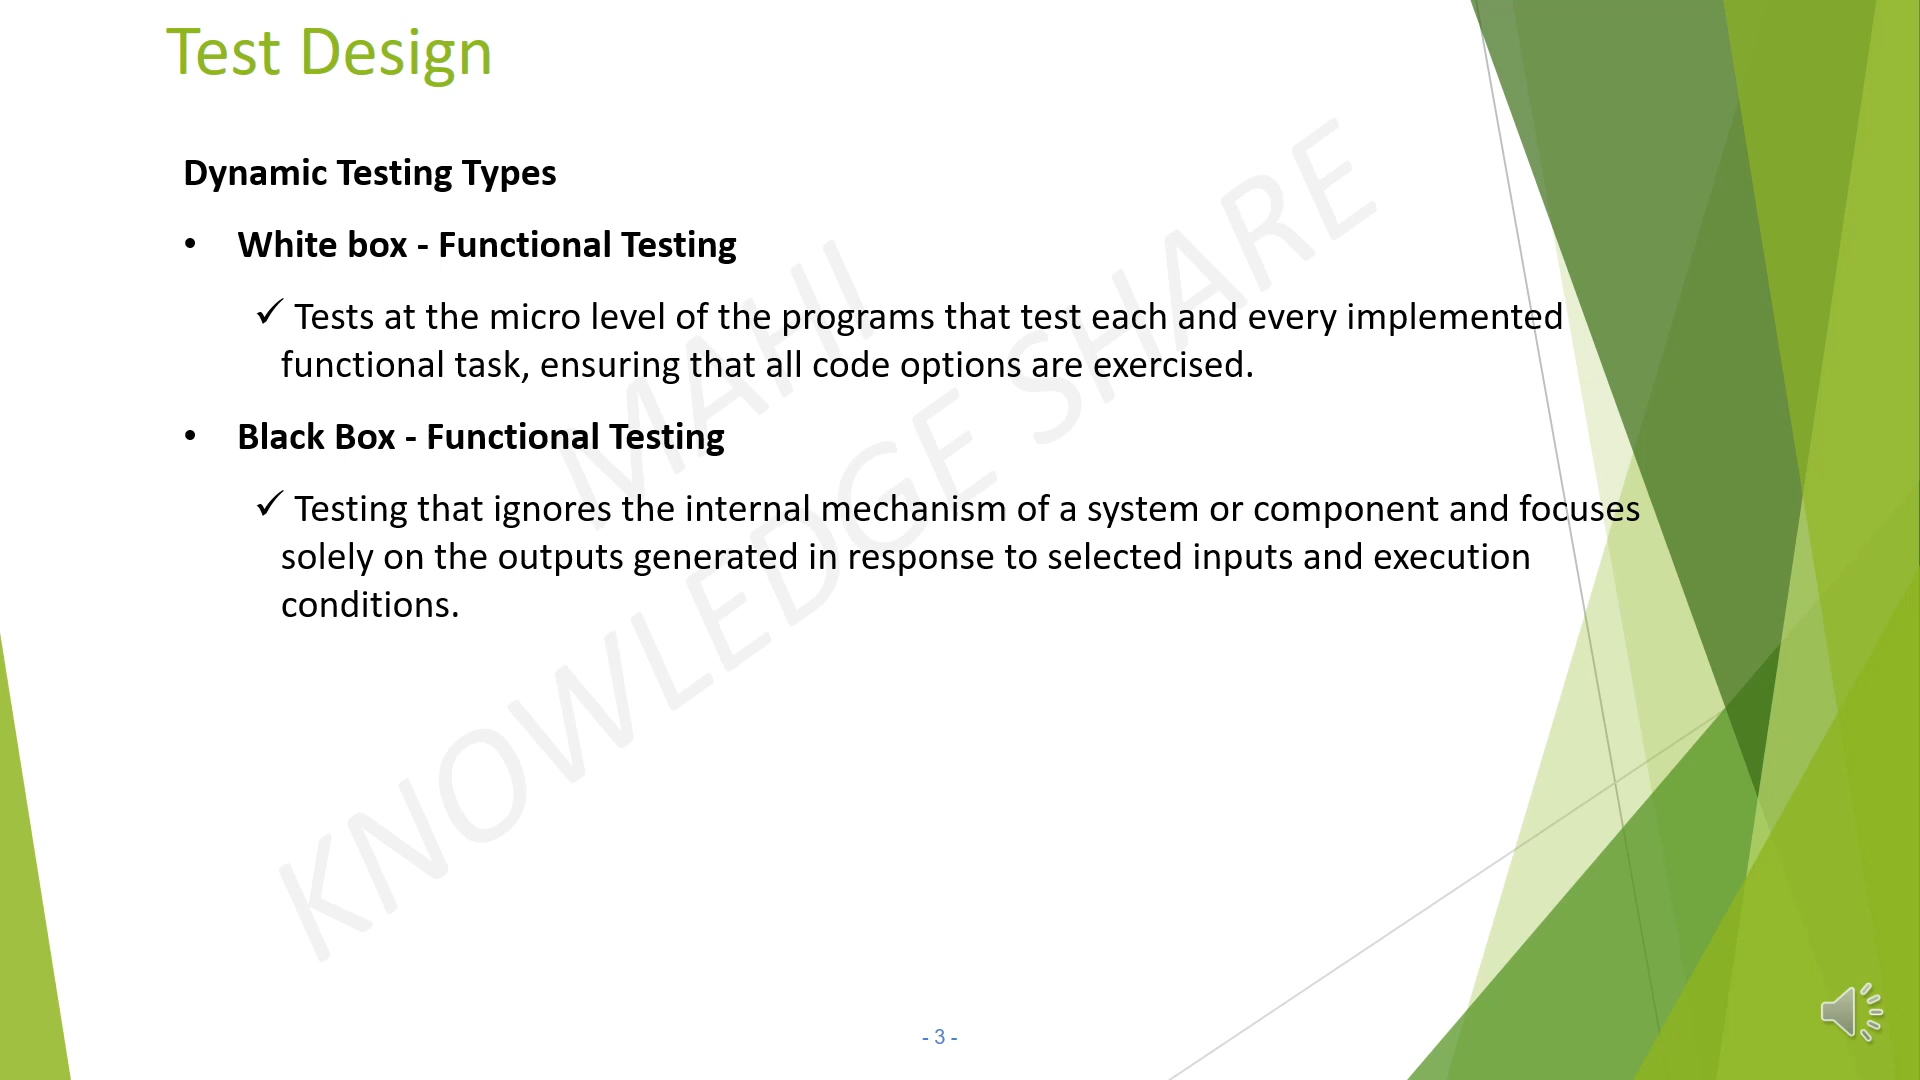 Test Design
Dynamic Testing Types
• White box - Functional Testing
✓ Tests at the micro level of the programs that test each and every implemented
functional task, ensuring that all code options are exercised.
• Black Box - Functional Testing
✓ Testing that ignores the internal mechanism of a system or component and focuses
solely on the outputs generated in response to selected inputs and execution
conditions.
MAHI
KNOWLEDGE SHARE
- 3 -